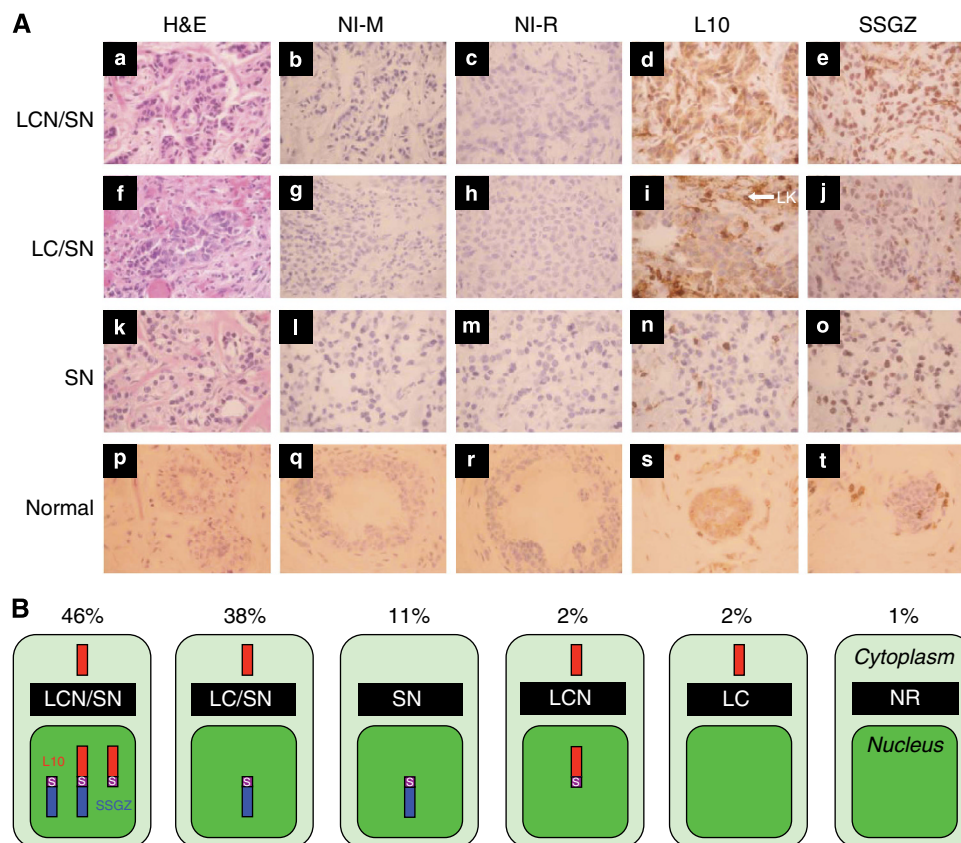 A
H&E NI-M NI-R L10 SSGZ
LCN/SN a b c d e
LC/SN f g h i LK j
SN k l m n o
Normal p q r s t
B
46% 38% 11% 2% 2% 1%
Cytoplasm
LCN/SN LC/SN SN LCN LC NR
Nucleus
L10
S S S S S S
SSGZ